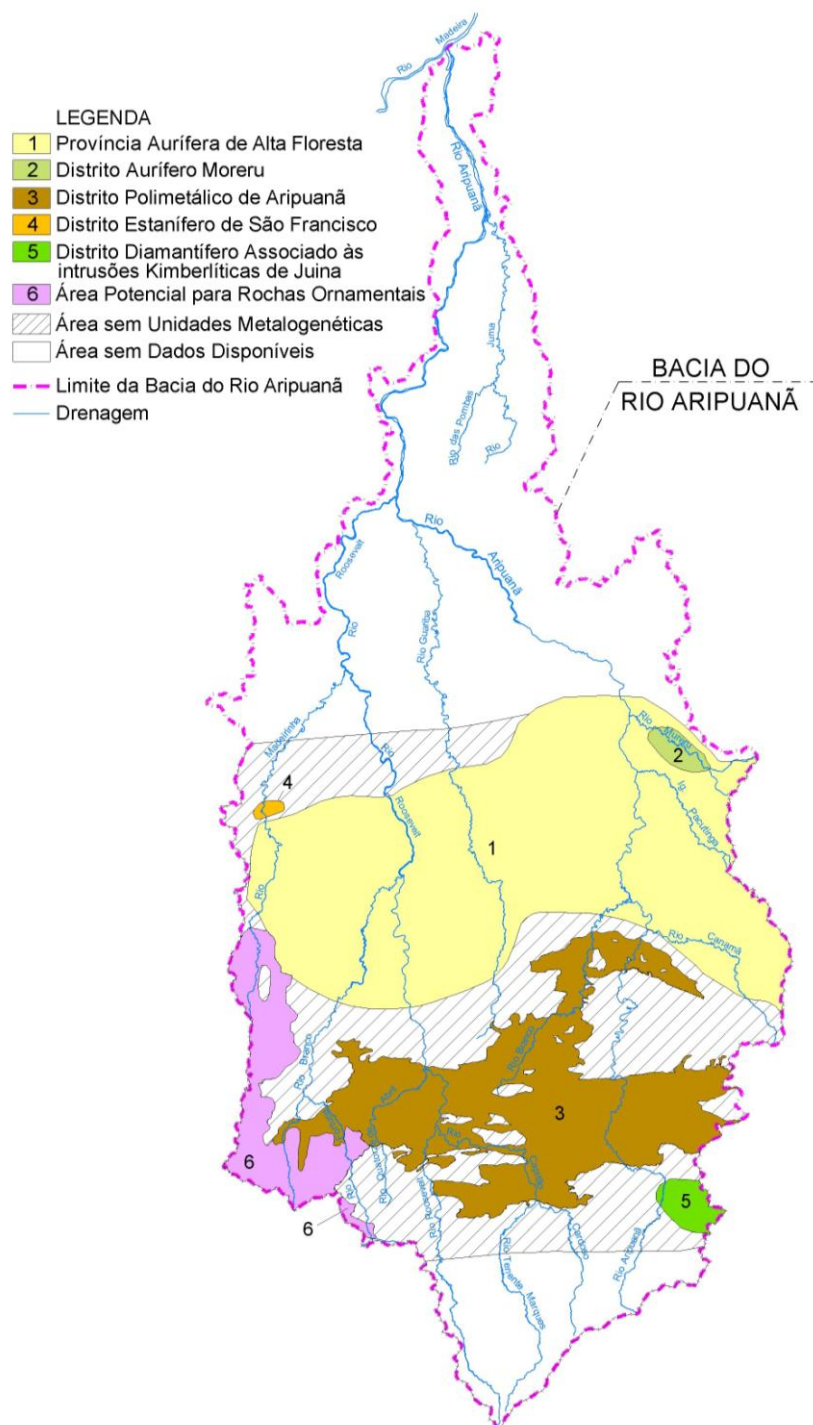 Rio Madeira
LEGENDA
1 Província Aurífera de Alta Floresta
2 Distrito Aurífero Moreru
3 Distrito Polimetálico de Aripuanã
4 Distrito Estanífero de São Francisco
5 Distrito Diamantífero Associado às
intrusões Kimberlíticas de Juina
6 Área Potencial para Rochas Ornamentais
Área sem Unidades Metalogenéticas
Área sem Dados Disponíveis
Limite da Bacia do Rio Aripuanã
Drenagem
Rio Aripuanã
Juma
Rio
Rio das Pombas
BACIA DO
RIO ARIPUANÃ
Rio Aripuanã
Roosevelt
Rio
Rio Guariba
Madeirinha
Rio
Rio
Roosevelt
Rio
2
Ig. Pacutinga
4
1
Rio Canamã
Rio Branco
Rio Branco
3
Rio
Rio
Rio Roosevelt
Cardoso
Rio Tenente Marques
Rio Aripuanã
5
6
6